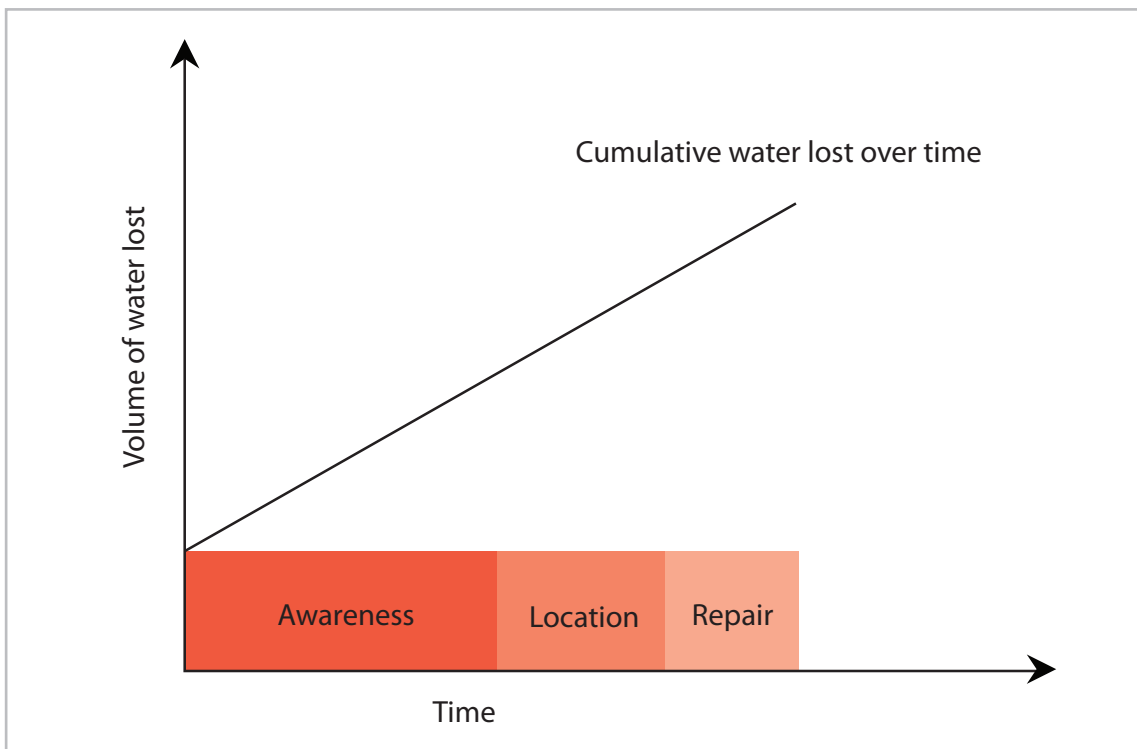 Cumulative water lost over time
Volume of water lost
Awareness
Location
Repair
Time